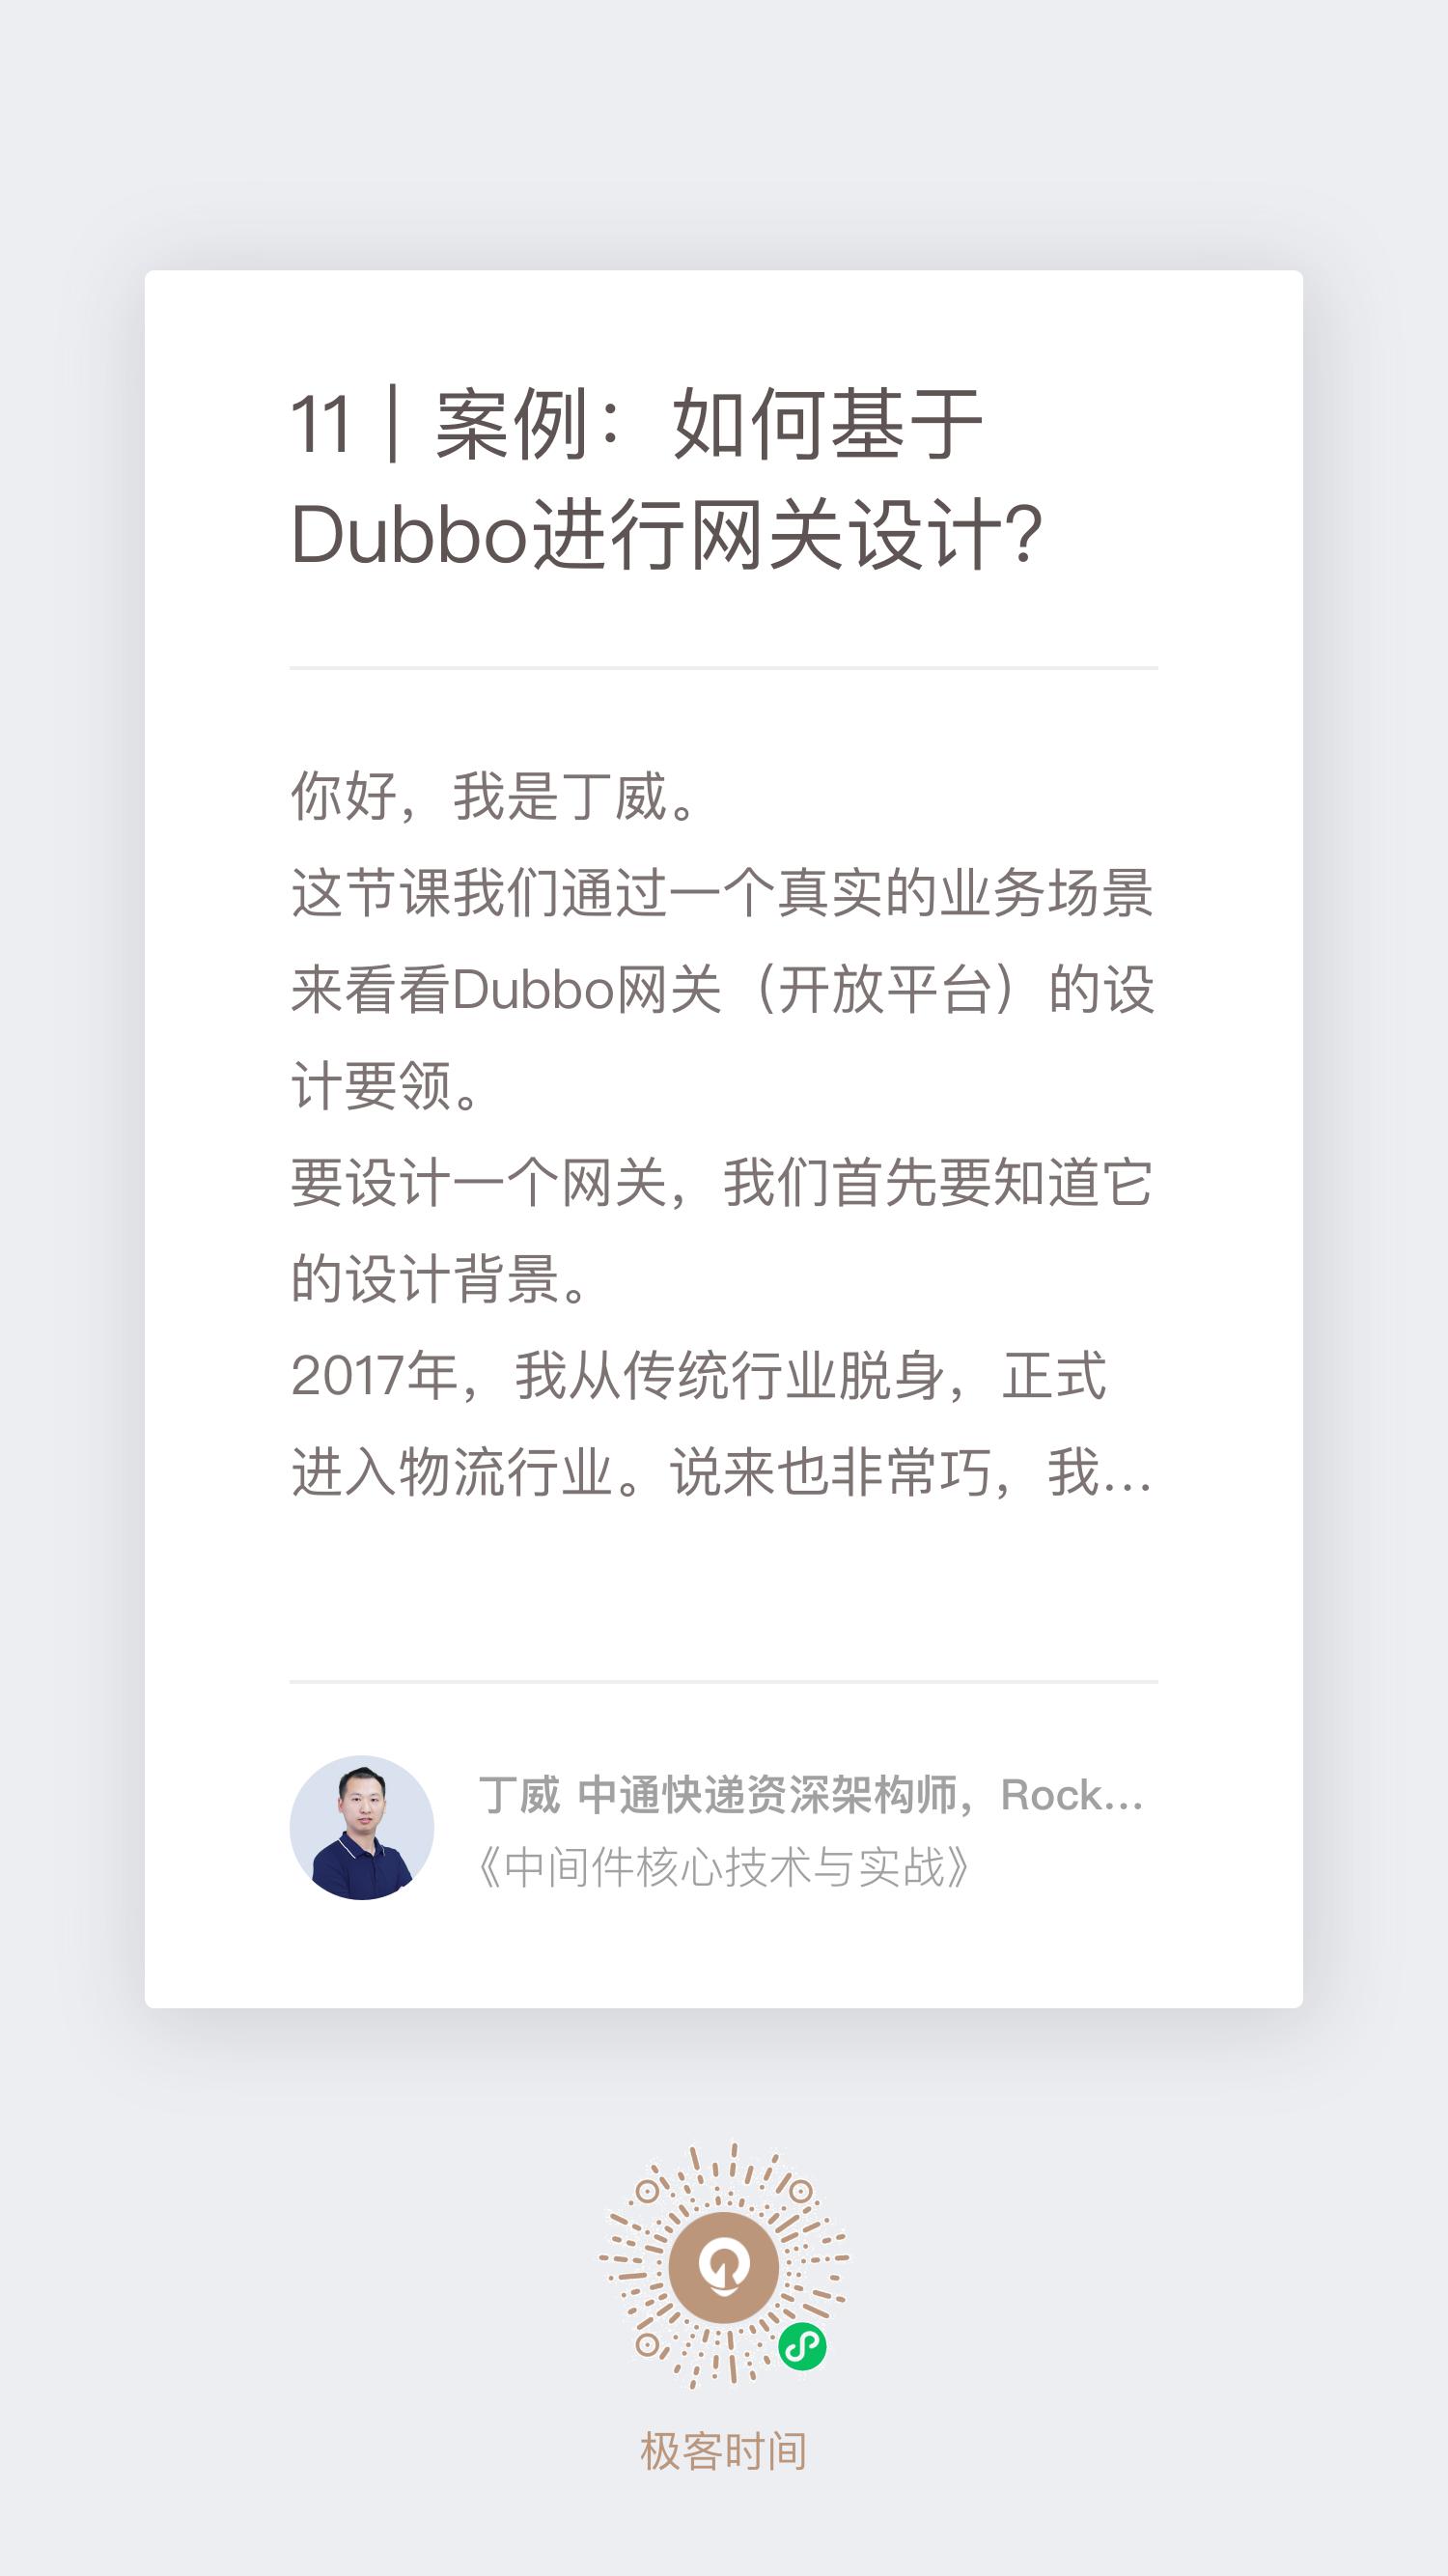 11｜案例：如何基于
Dubbo进行网关设计？
你好，我是丁威。
这节课我们通过一个真实的业务场景
来看看Dubbo网关（开放平台）的设
计要领。
要设计一个网关，我们首先要知道它
的设计背景。
2017年，我从传统行业脱身，正式
进入物流行业。说来也非常巧，我...
丁威 中通快递资深架构师，Rock...
《中间件核心技术与实战》
极客时间